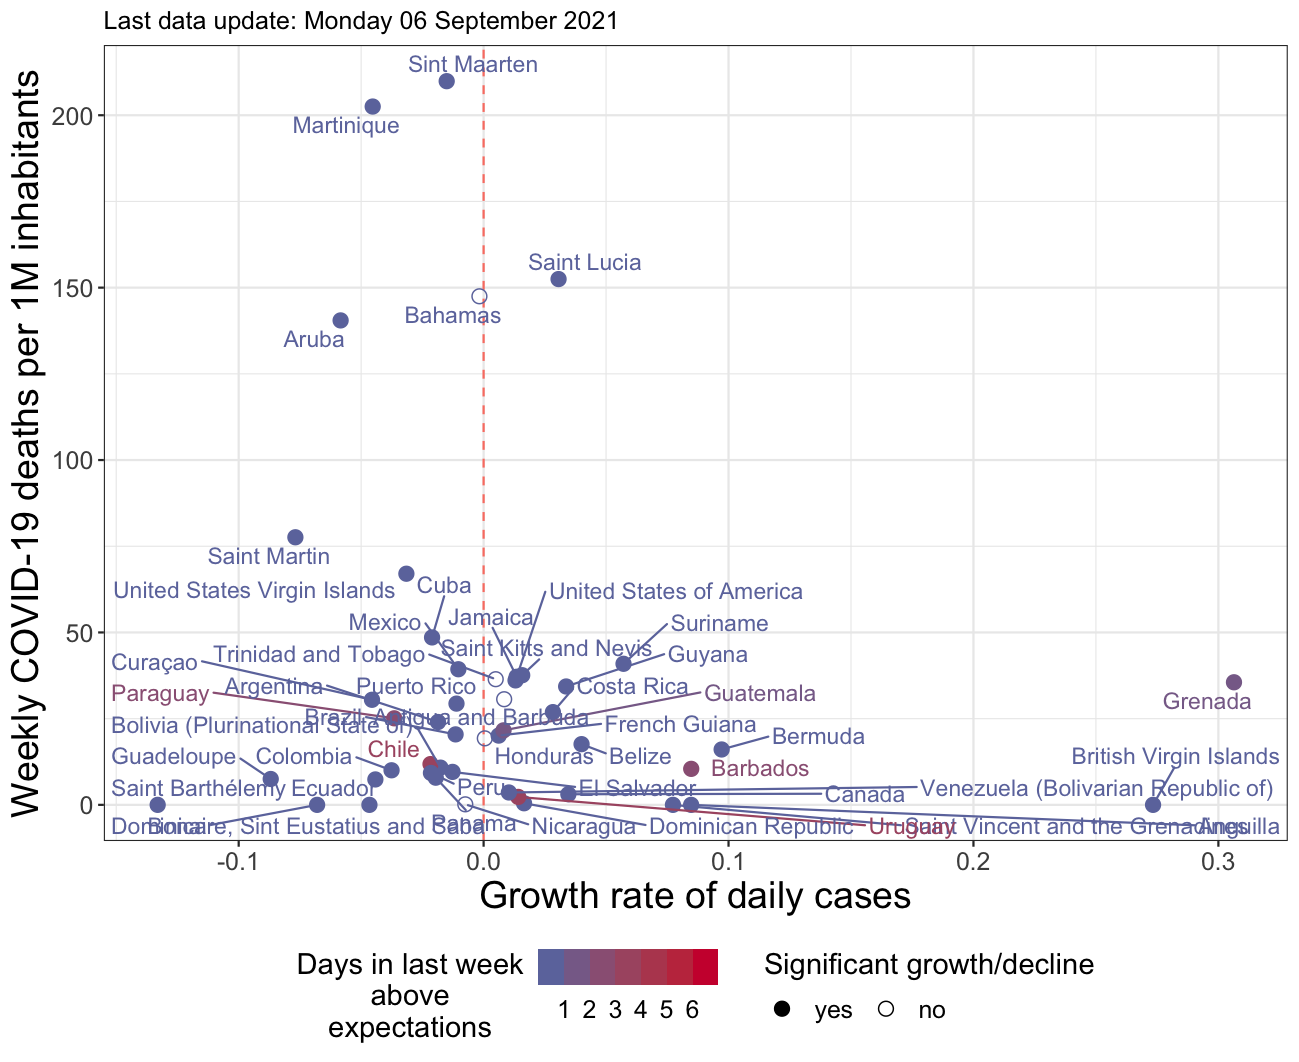 Last data update: Monday 06 September 2021
Weekly COVID-19 deaths per 1M inhabitants
200
150
100
50
0
Sint Maarten
Martinique
Saint Lucia
Bahamas
Aruba
Saint Martin
United States Virgin Islands
Cuba
United States of America
Mexico
Jamaica
Suriname
Trinidad and Tobago
Saint Kitts and Nevis
Curaçao
Guyana
Paraguay
Argentina
Puerto Rico
Costa Rica
Guatemala
Grenada
Brazil
Antigua and Barbuda
Bolivia (Plurinational State of)
French Guiana
Bermuda
Chile
Guadeloupe
Colombia
Honduras
Belize
British Virgin Islands
Barbados
Saint Barthélemy
Ecuador
Peru
El Salvador
Canada
Venezuela (Bolivarian Republic of)
Dominica
Bonaire, Sint Eustatius and Saba
Panama
Nicaragua
Dominican Republic
Uruguay
Saint Vincent and the Grenadines
Anguilla
-0.1
0.0
0.1
0.2
0.3
Growth rate of daily cases
Days in last week
above
expectations
1 2 3 4 5 6
Significant growth/decline
yes
no